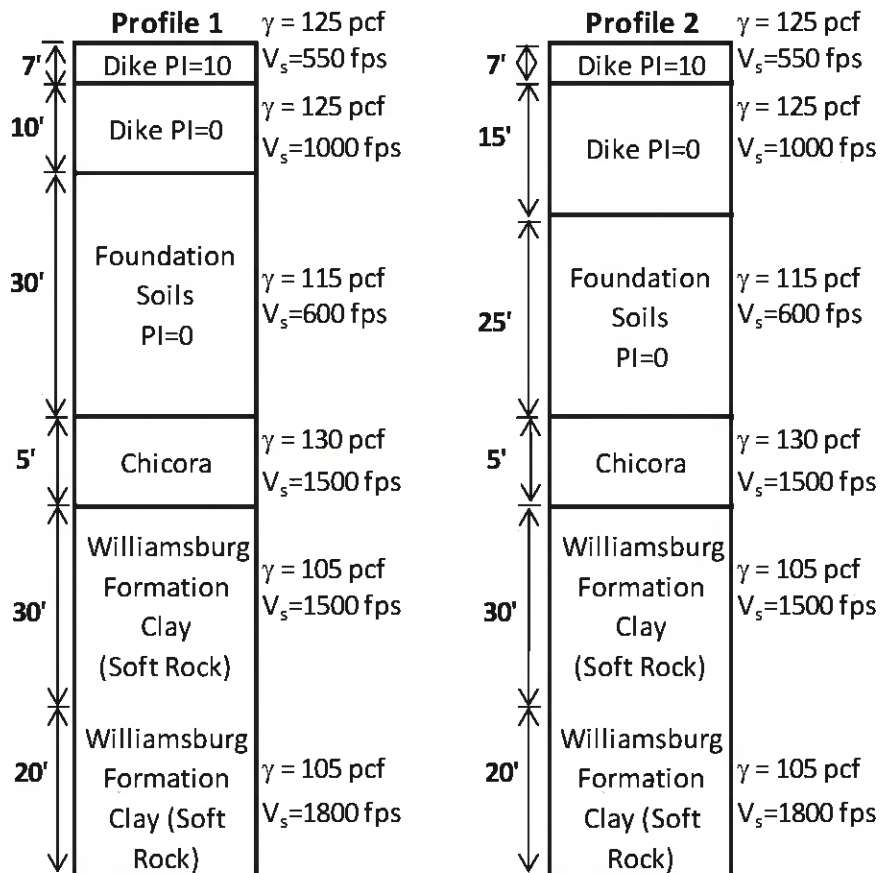 Profile 1
γ = 125 pcf
7'
Dike PI=10
Vs=550 fps
10'
Dike PI=0
γ = 125 pcf
Vs=1000 fps
30'
Foundation
Soils
PI=0
γ = 115 pcf
Vs=600 fps
5'
Chicora
γ = 130 pcf
Vs=1500 fps
30'
Williamsburg
Formation
Clay
(Soft Rock)
γ = 105 pcf
Vs=1500 fps
20'
Williamsburg
Formation
Clay (Soft
Rock)
γ = 105 pcf
Vs=1800 fps
Profile 2
γ = 125 pcf
7'
Dike PI=10
Vs=550 fps
15'
Dike PI=0
γ = 125 pcf
Vs=1000 fps
25'
Foundation
Soils
PI=0
γ = 115 pcf
Vs=600 fps
5'
Chicora
γ = 130 pcf
Vs=1500 fps
30'
Williamsburg
Formation
Clay
(Soft Rock)
γ = 105 pcf
Vs=1500 fps
20'
Williamsburg
Formation
Clay (Soft
Rock)
γ = 105 pcf
Vs=1800 fps